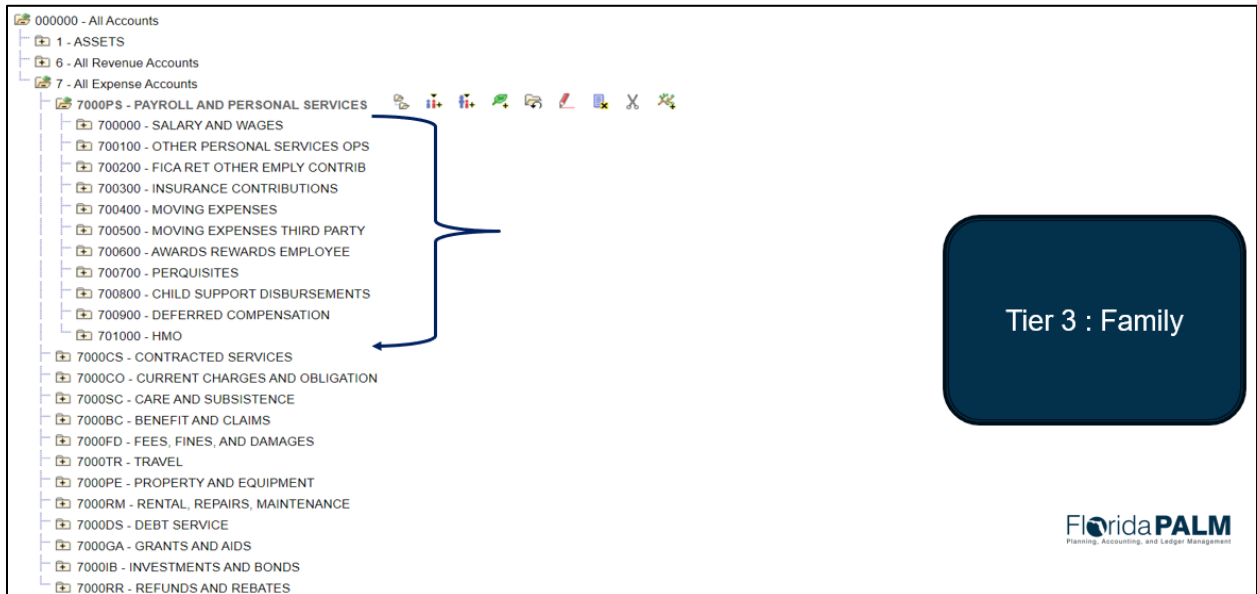 000000 - All Accounts
1 - ASSETS
6 - All Revenue Accounts
7 - All Expense Accounts
7000PS - PAYROLL AND PERSONAL SERVICES
700000 - SALARY AND WAGES
700100 - OTHER PERSONAL SERVICES OPS
700200 - FICA RET OTHER EMPLY CONTRIB
700300 - INSURANCE CONTRIBUTIONS
700400 - MOVING EXPENSES
700500 - MOVING EXPENSES THIRD PARTY
700600 - AWARDS REWARDS EMPLOYEE
700700 - PERQUISITES
700800 - CHILD SUPPORT DISBURSEMENTS
700900 - DEFERRED COMPENSATION
701000 - HMO
7000CS - CONTRACTED SERVICES
7000CO - CURRENT CHARGES AND OBLIGATION
7000SC - CARE AND SUBSISTENCE
7000BC - BENEFIT AND CLAIMS
7000FD - FEES, FINES, AND DAMAGES
7000TR - TRAVEL
7000PE - PROPERTY AND EQUIPMENT
7000RM - RENTAL, REPAIRS, MAINTENANCE
7000DS - DEBT SERVICE
7000GA - GRANTS AND AIDS
7000IB - INVESTMENTS AND BONDS
7000RR - REFUNDS AND REBATES
Tier 3 : Family
Florida PALM
Planning, Accounting, and Ledger Management